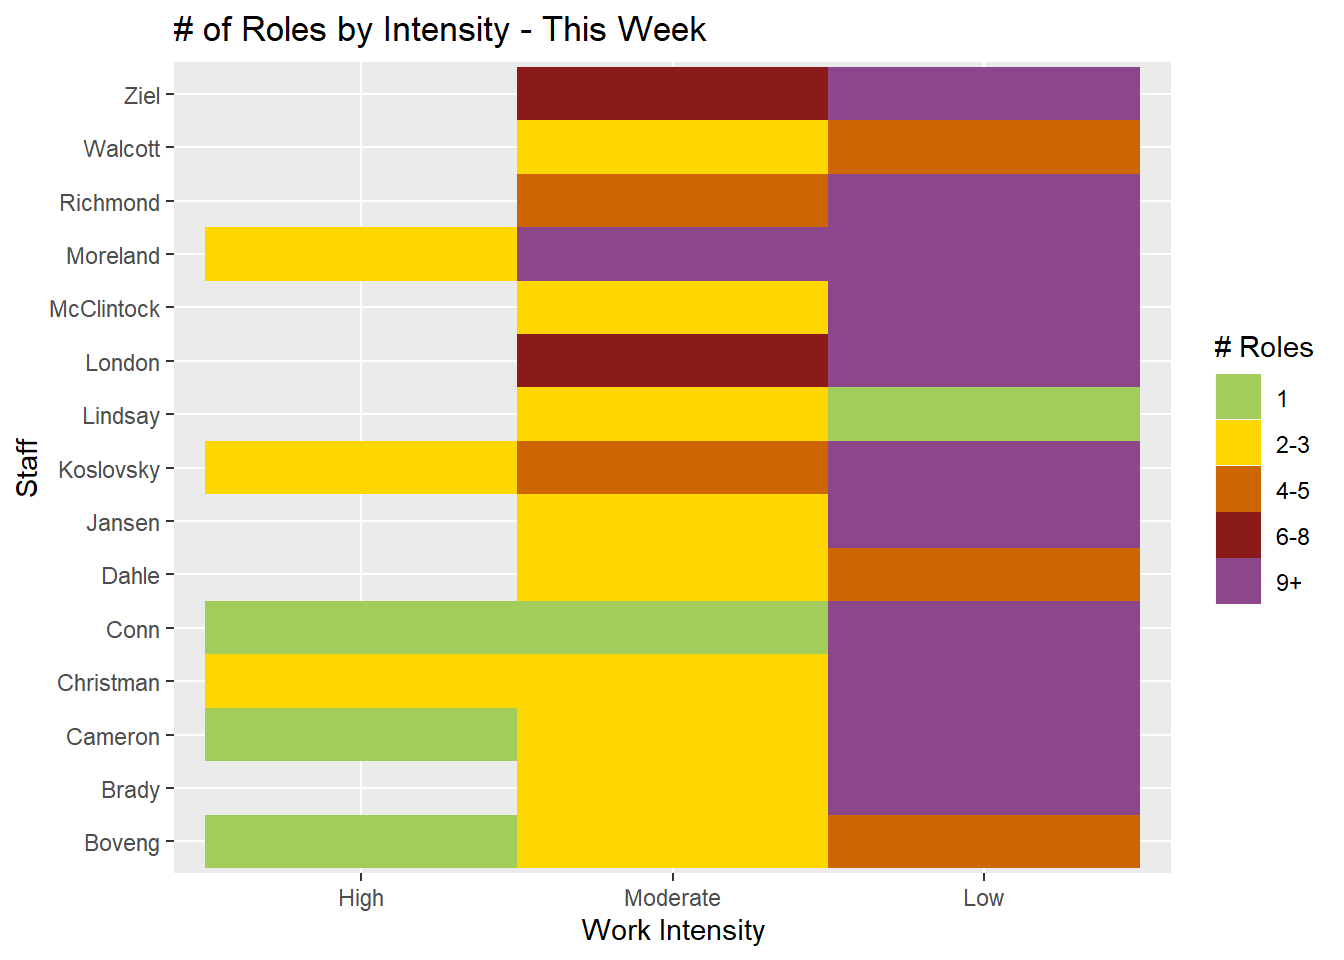 # of Roles by Intensity - This Week
Ziel
Walcott
Richmond
Moreland
McClintock
London
Lindsay
Koslovsky
Jansen
Dahle
Conn
Christman
Cameron
Brady
Boveng
Staff
High
Moderate
Low
Work Intensity
# Roles
1
2-3
4-5
6-8
9+